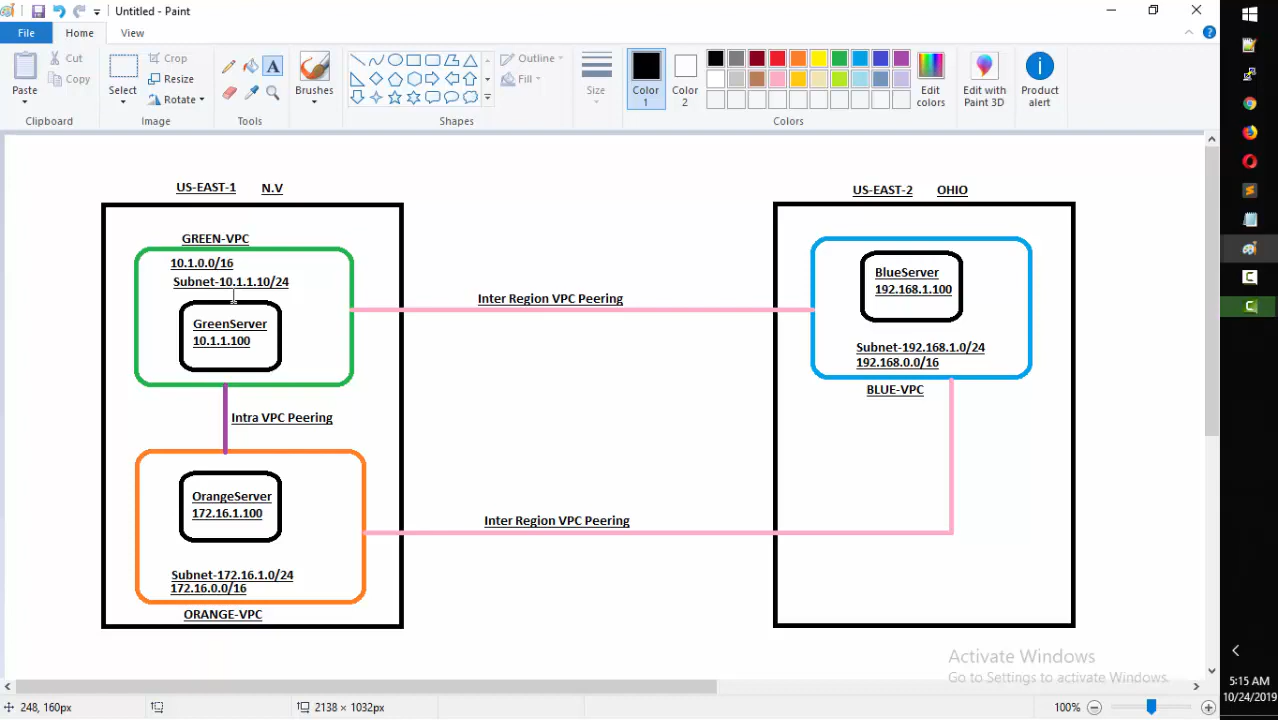 Untitled - Paint
File
Home
View
Paste
Cut
Copy
Clipboard
Select
Crop
Resize
Rotate
Image
A
Tools
Brushes
Outline
Fill
Shapes
Size
Color 1
Color 2
Edit colors
Colors
Edit with Paint 3D
Product alert
US-EAST-1 N.V
GREEN-VPC
10.1.0.0/16
Subnet-10.1.1.10/24
GreenServer
10.1.1.100
Intra VPC Peering
OrangeServer
172.16.1.100
Subnet-172.16.1.0/24
172.16.0.0/16
ORANGE-VPC
Inter Region VPC Peering
Inter Region VPC Peering
US-EAST-2 OHIO
BlueServer
192.168.1.100
Subnet-192.168.1.0/24
192.168.0.0/16
BLUE-VPC
Activate Windows
Go to Settings to activate Windows.
248, 160px
2138 × 1032px
100%
5:15 AM
10/24/2019